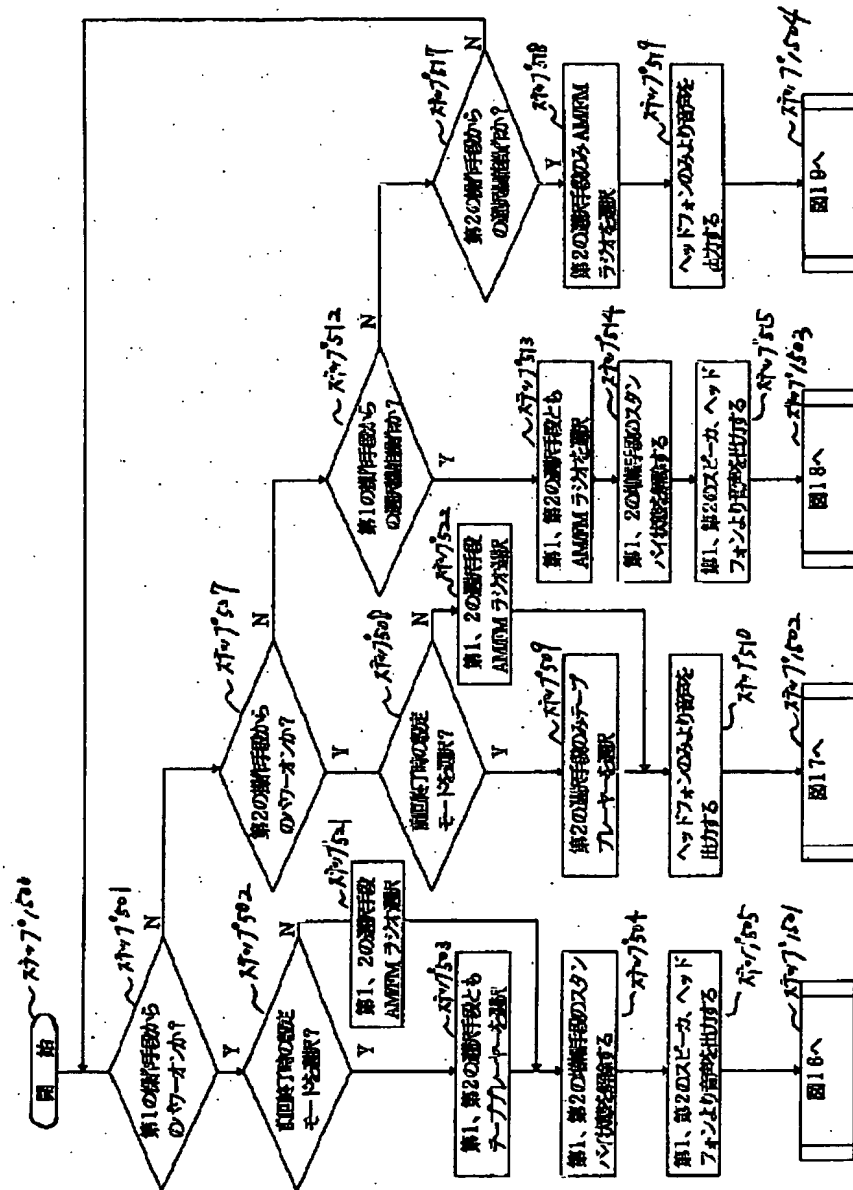 開 始
ステップ1500
第1の操作手段から
のパワーオンか?
ステップ501
N
Y
前回終了時の設定
モードを選択?
ステップ502
N
Y
第1、2の選択手段
AM/FM ラジオ選択
ステップ521
第1、第2の選択手段とも
テーププレーヤーを選択
ステップ503
第1、第2の増幅手段のスタン
バイ状態を解除する
ステップ504
第1、第2のスピーカ、ヘッド
フォンより音声を出力する
ステップ505
図16へ
ステップ1501
第2の操作手段から
のパワーオンか?
ステップ507
N
Y
前回終了時の設定
モードを選択?
ステップ508
N
Y
第1、2の選択手段
AM/FM ラジオ選択
ステップ522
第2の選択手段のみテープ
プレーヤーを選択
ステップ509
ヘッドフォンのみより音声を
出力する
ステップ510
図17へ
ステップ1502
第1の操作手段から
の選択機能操作か?
ステップ512
N
Y
第1、第2の選択手段とも
AM/FM ラジオを選択
ステップ513
第1、2の増幅手段のスタン
バイ状態を解除する
ステップ514
第1、第2のスピーカ、ヘッド
フォンより音声を出力する
ステップ515
図18へ
ステップ1503
第2の操作手段から
の選択機能操作か?
ステップ517
N
Y
第2の選択手段のみ AM/FM
ラジオを選択
ステップ518
ヘッドフォンのみより音声を
出力する
ステップ519
図19へ
ステップ1504